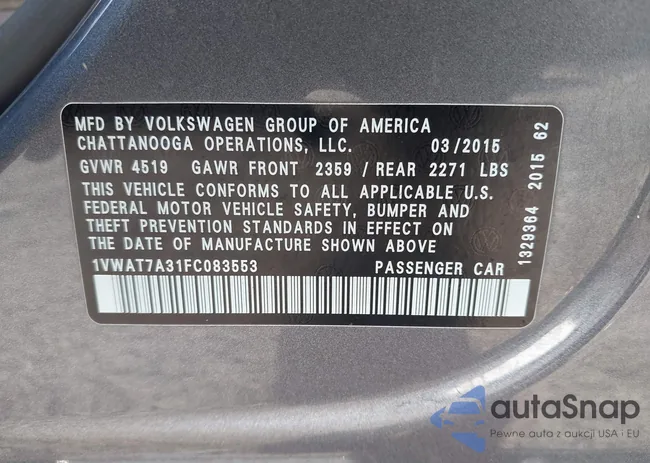 MFD BY VOLKSWAGEN GROUP OF AMERICA
CHATTANOOGA OPERATIONS, LLC. 03/2015
GVWR 4519 GAWR FRONT 2359 / REAR 2271 LBS
THIS VEHICLE CONFORMS TO ALL APPLICABLE U.S.
FEDERAL MOTOR VEHICLE SAFETY, BUMPER AND
THEFT PREVENTION STANDARDS IN EFFECT ON
THE DATE OF MANUFACTURE SHOWN ABOVE
1VWAT7A31FC083553 PASSENGER CAR
1329364 2015 62
autaSnap
Pewne auta z aukcji USA • EU